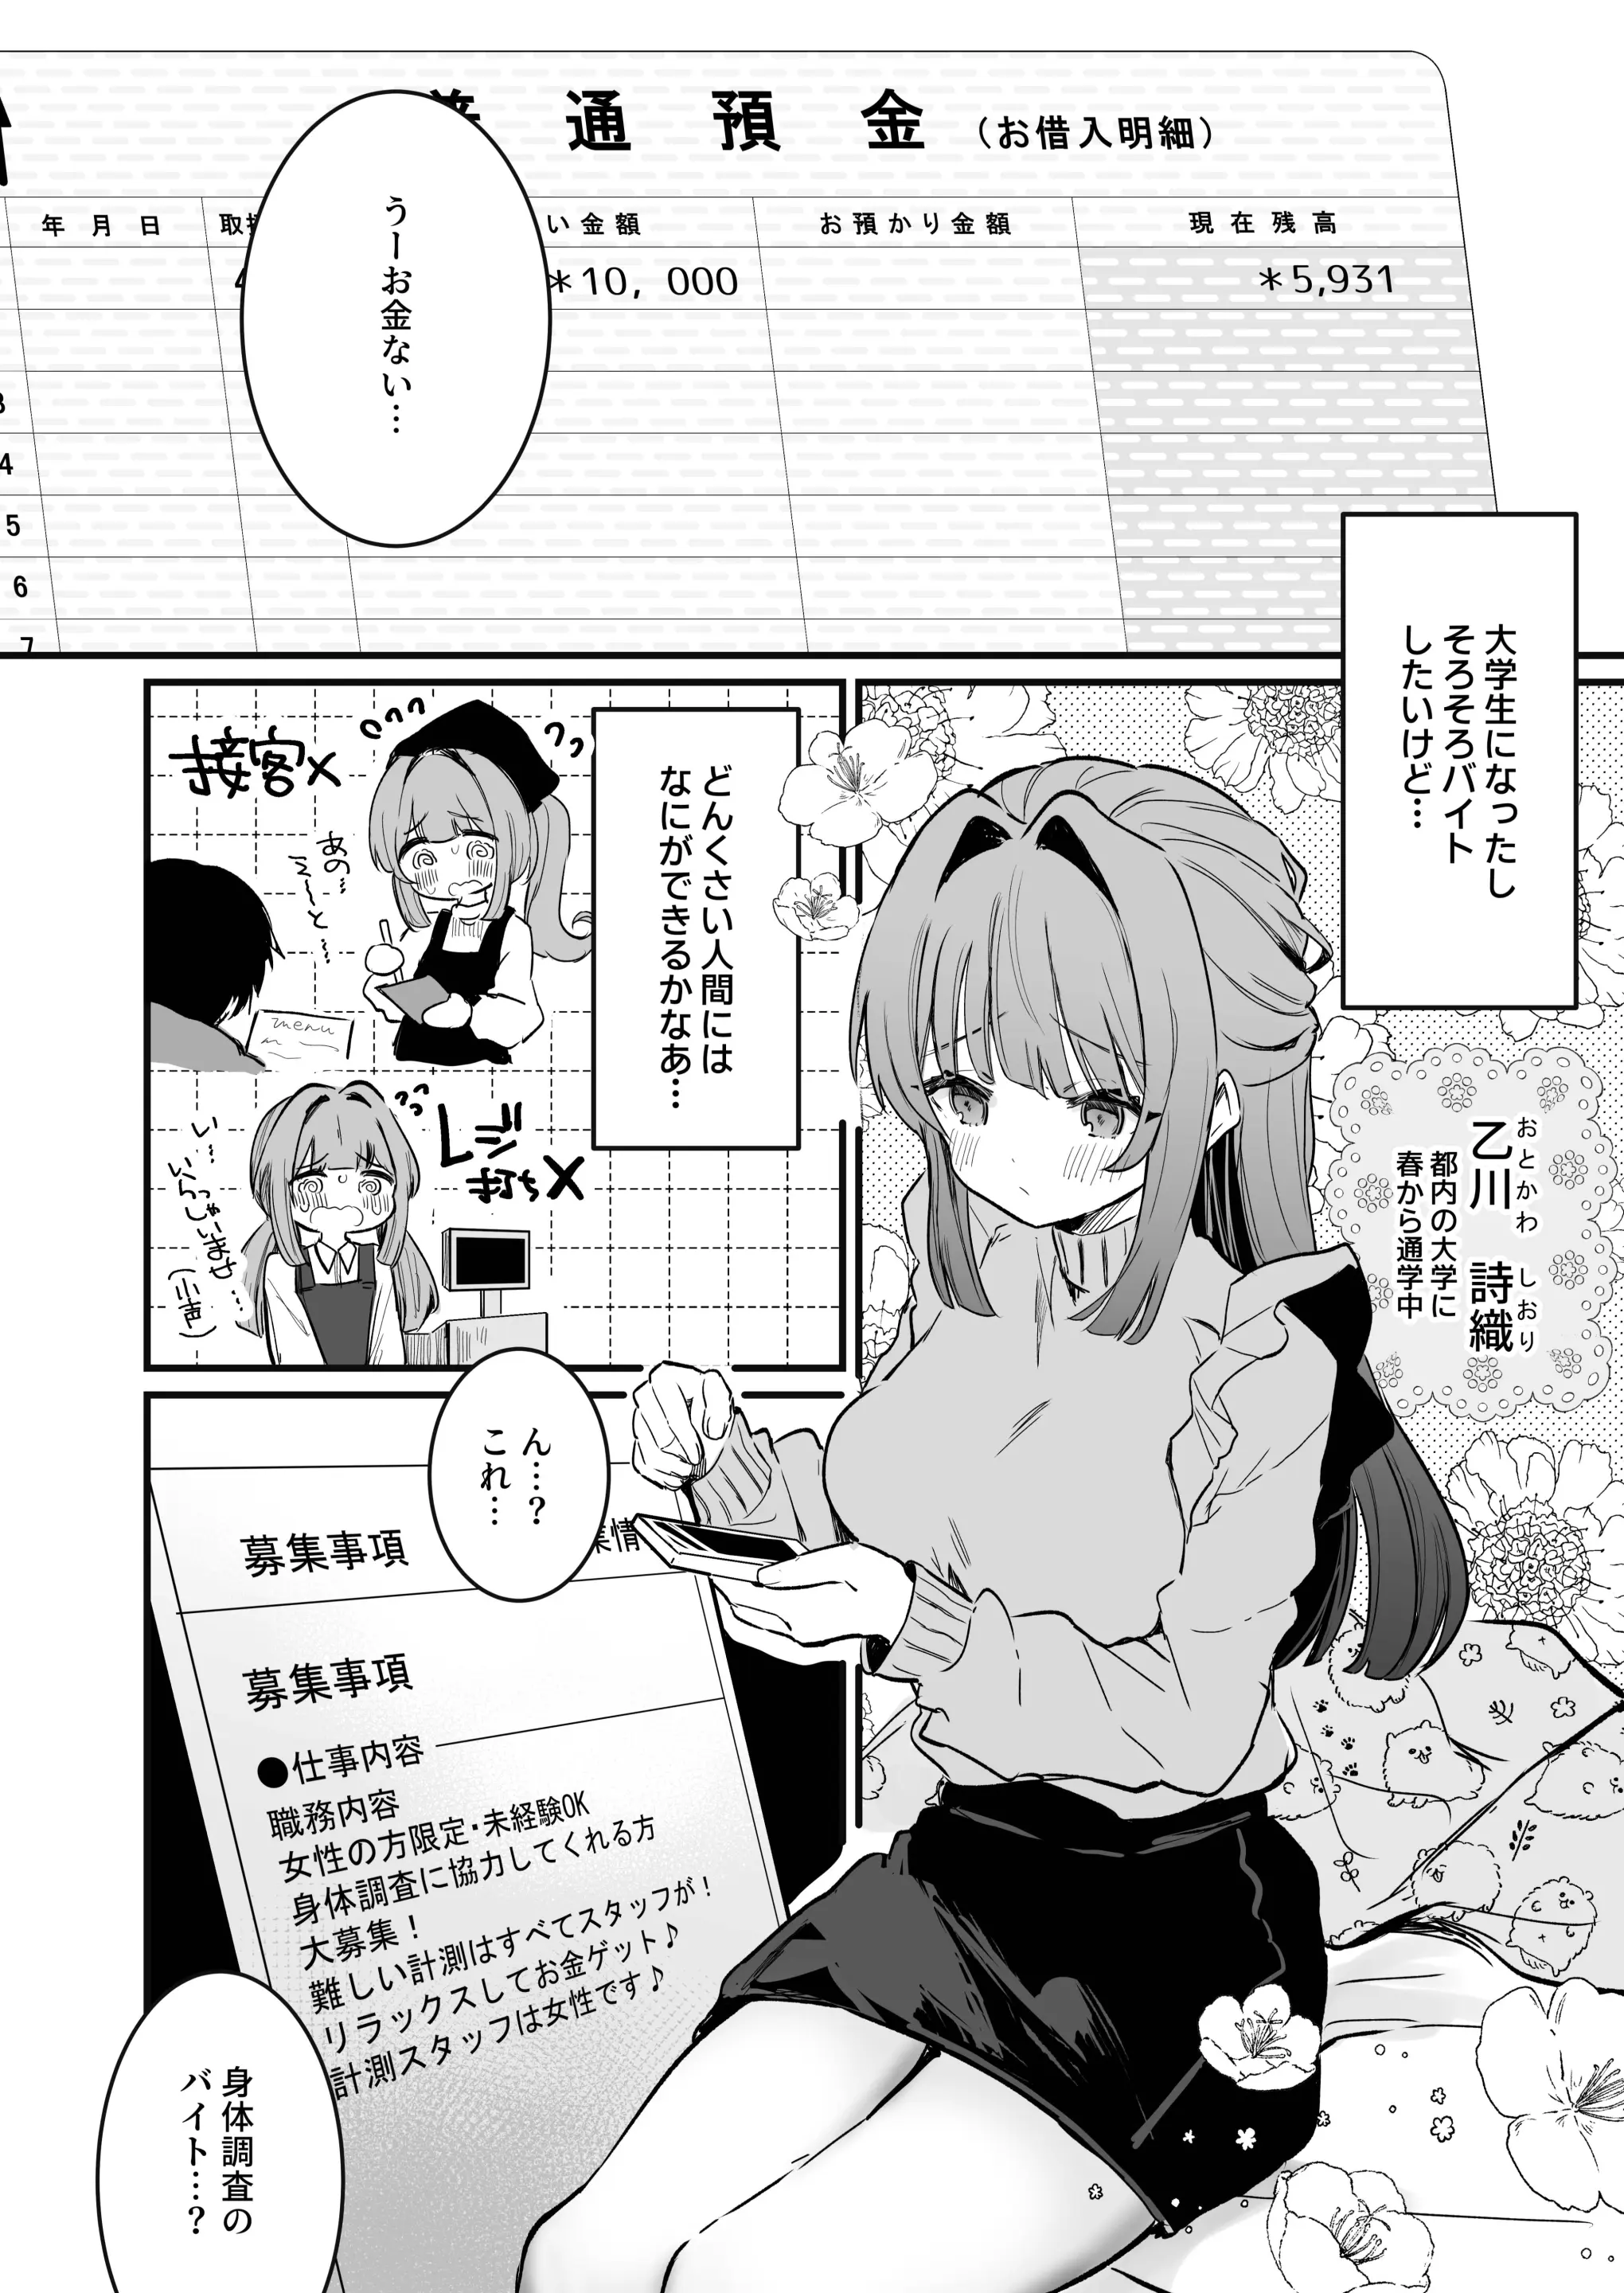 通預金(お借入明細)
年月日
い金額
お預かり金額
現在残高
*10,000
*5,931
3
4
5
6
7
うーお金ない…
大学生になったし
そろそろバイト
したいけど…
乙川 詩織
おとかわ しおり
都内の大学に
春から通学中
どんくさい人間には
なにができるかなあ…
接客×
あの…
えーと…
menu
レジ
打ち×
い…
いらっしゃいませ…
(小声)
ん…?
これ…
募集事項
募集事項
●仕事内容
職務内容
女性の方限定・未経験OK
身体調査に協力してくれる方
大募集!
難しい計測はすべてスタッフが!
リラックスしてお金ゲット♪
計測スタッフは女性です♪
身体調査の
バイト…?